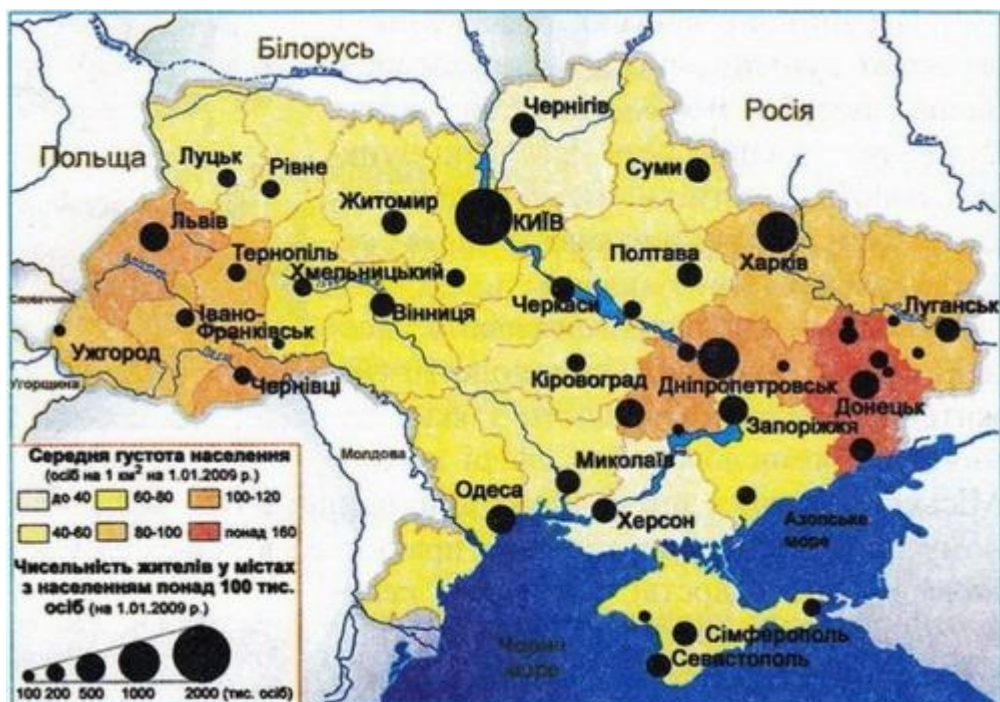 Білорусь
Росія
Польща
Чернігів
Луцьк
Рівне
Суми
Житомир
КИЇВ
Львів
Тернопіль
Хмельницький
Полтава
Харків
Черкаси
Вінниця
Луганськ
Івано-
Франківськ
Ужгород
Угорщина
Чернівці
Кіровоград
Дніпропетровськ
Донецьк
Запоріжжя
Молдова
Миколаїв
Одеса
Херсон
Азовське
море
Сімферополь
Севастополь
Чорне
море
Середня густота населення
(осіб на 1 км² на 1.01.2009 р.)
до 40
60-80
100-120
40-60
80-100
понад 160
Чисельність жителів у містах
з населенням понад 100 тис.
осіб (на 1.01.2009 р.)
100 200 500 1000 2000 (тис. осіб)